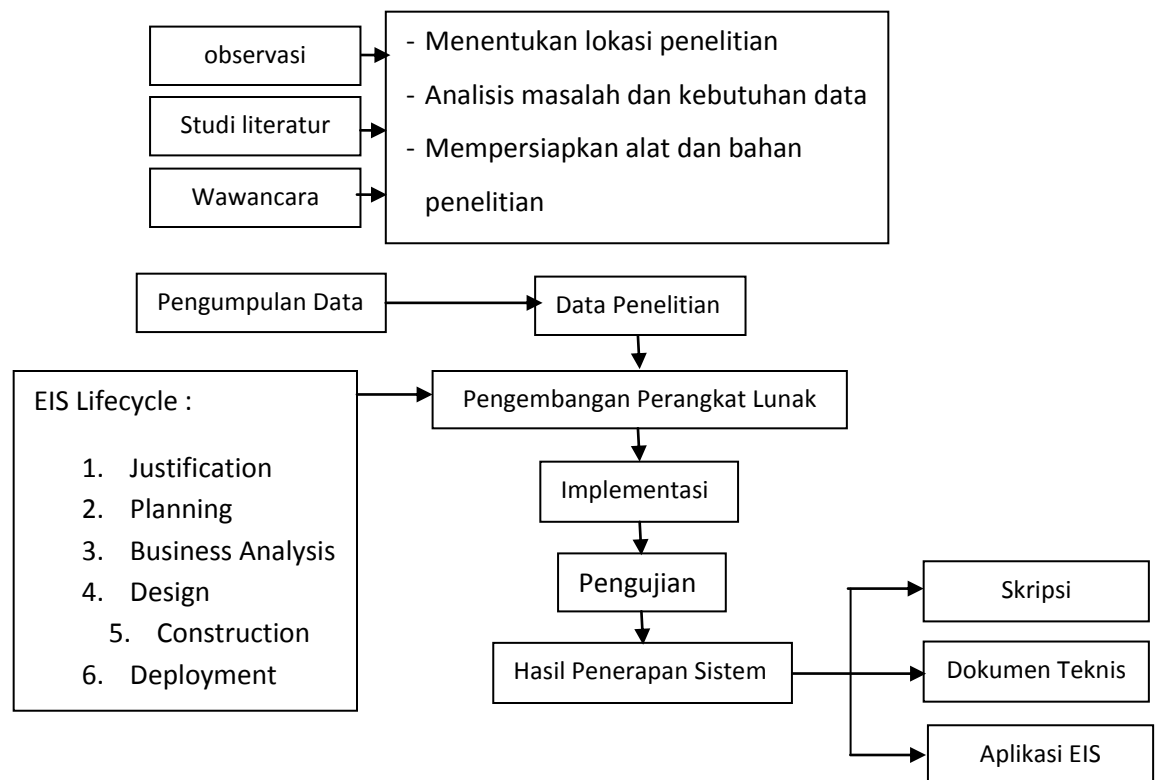 observasi
Studi literatur
Wawancara
- Menentukan lokasi penelitian
- Analisis masalah dan kebutuhan data
- Mempersiapkan alat dan bahan
penelitian
Pengumpulan Data
Data Penelitian
EIS Lifecycle :
1. Justification
2. Planning
3. Business Analysis
4. Design
5. Construction
6. Deployment
Pengembangan Perangkat Lunak
Implementasi
Pengujian
Hasil Penerapan Sistem
Skripsi
Dokumen Teknis
Aplikasi EIS